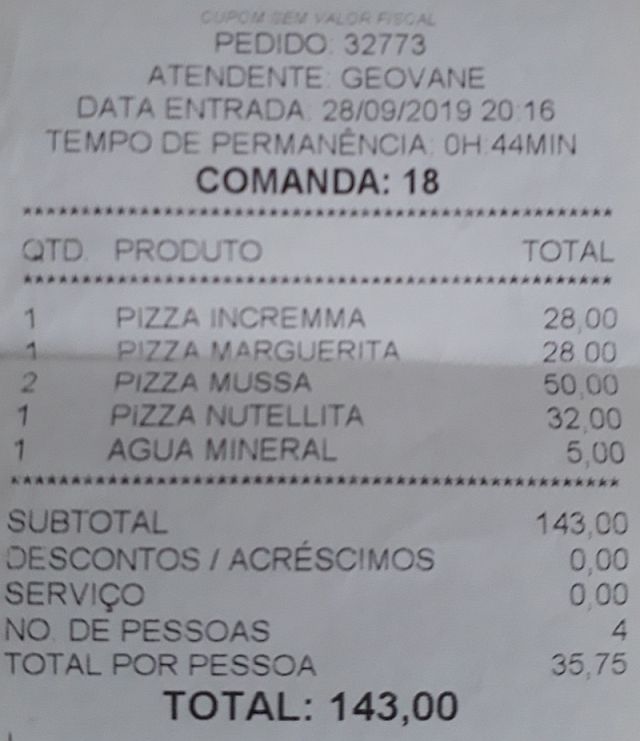 CUPOM SEM VALOR FISCAL
PEDIDO: 32773
ATENDENTE: GEOVANE
DATA ENTRADA: 28/09/2019 20:16
TEMPO DE PERMANÊNCIA: 0H:44MIN
COMANDA: 18
QTD. PRODUTO TOTAL
1 PIZZA INCREMMA 28,00
1 PIZZA MARGUERITA 28,00
2 PIZZA MUSSA 50,00
1 PIZZA NUTELLITA 32,00
1 AGUA MINERAL 5,00
SUBTOTAL 143,00
DESCONTOS / ACRÉSCIMOS 0,00
SERVIÇO 0,00
NO. DE PESSOAS 4
TOTAL POR PESSOA 35,75
TOTAL: 143,00